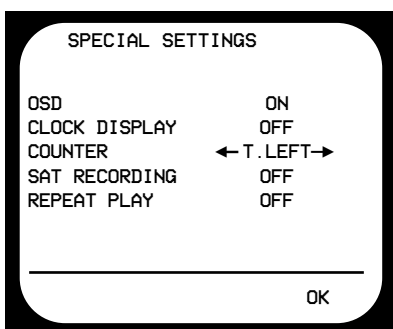 SPECIAL SETTINGS
OSD ON
CLOCK DISPLAY OFF
COUNTER ←T.LEFT→
SAT RECORDING OFF
REPEAT PLAY OFF
OK